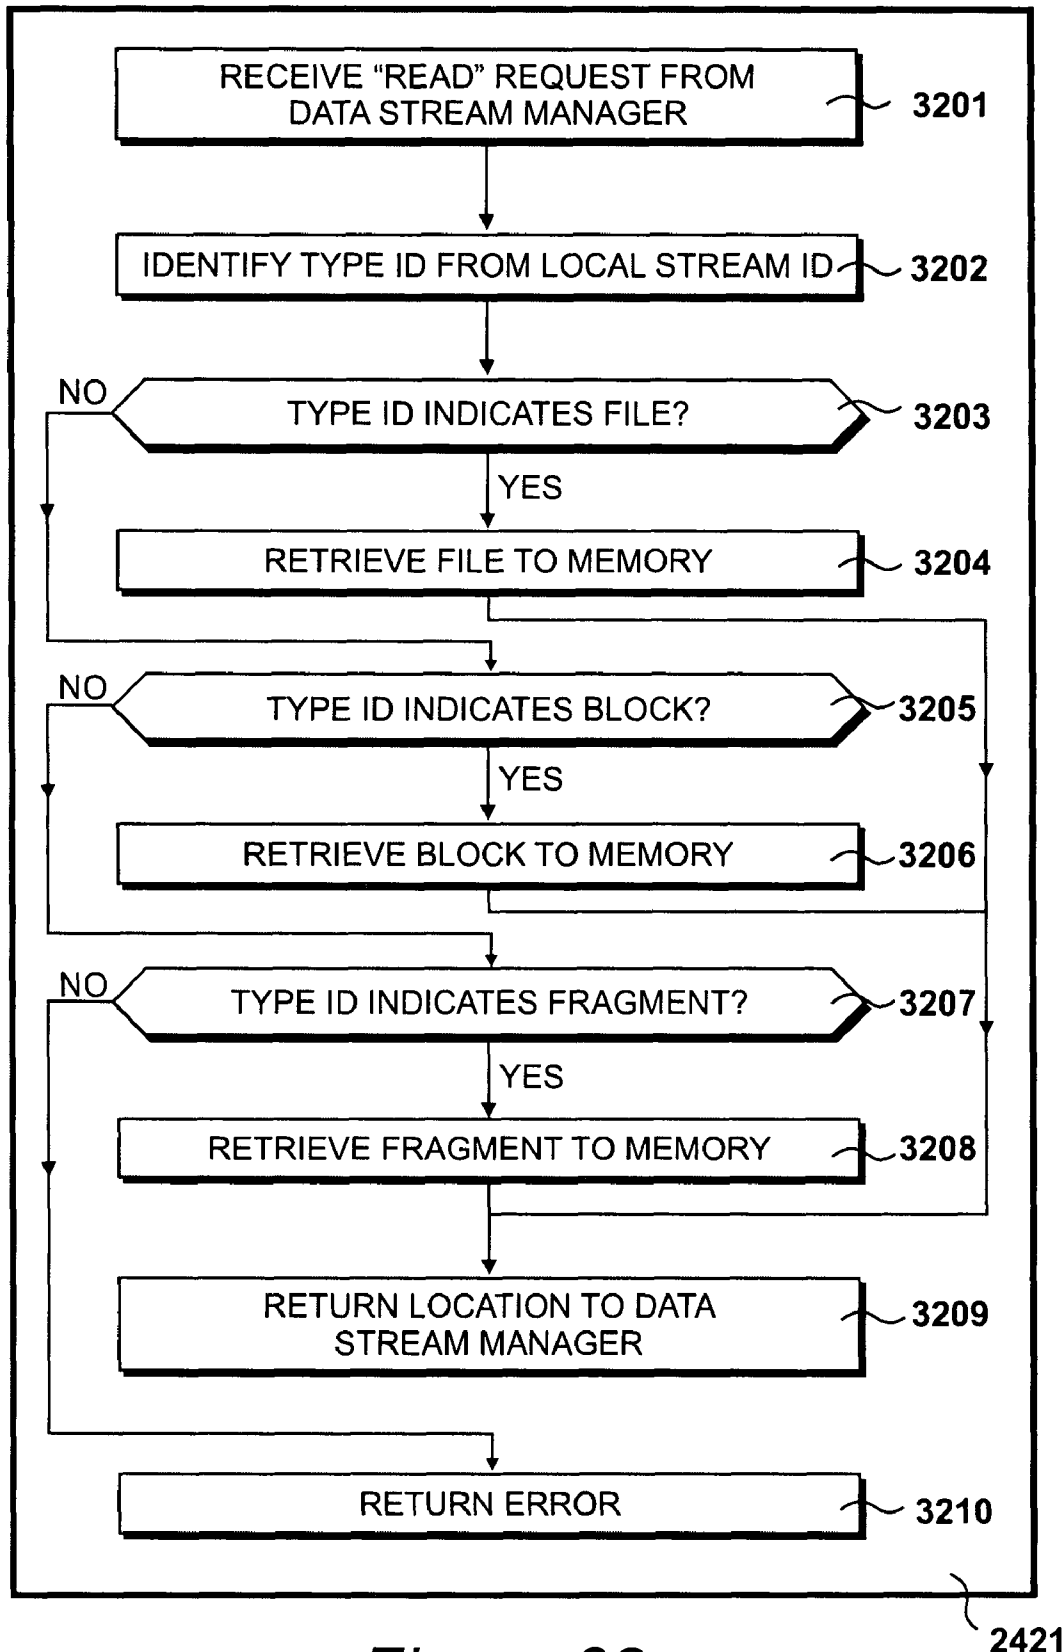 RECEIVE “READ” REQUEST FROM
DATA STREAM MANAGER
3201
IDENTIFY TYPE ID FROM LOCAL STREAM ID
3202
NO
TYPE ID INDICATES FILE?
3203
YES
RETRIEVE FILE TO MEMORY
3204
NO
TYPE ID INDICATES BLOCK?
3205
YES
RETRIEVE BLOCK TO MEMORY
3206
NO
TYPE ID INDICATES FRAGMENT?
3207
YES
RETRIEVE FRAGMENT TO MEMORY
3208
RETURN LOCATION TO DATA
STREAM MANAGER
3209
RETURN ERROR
3210
2421